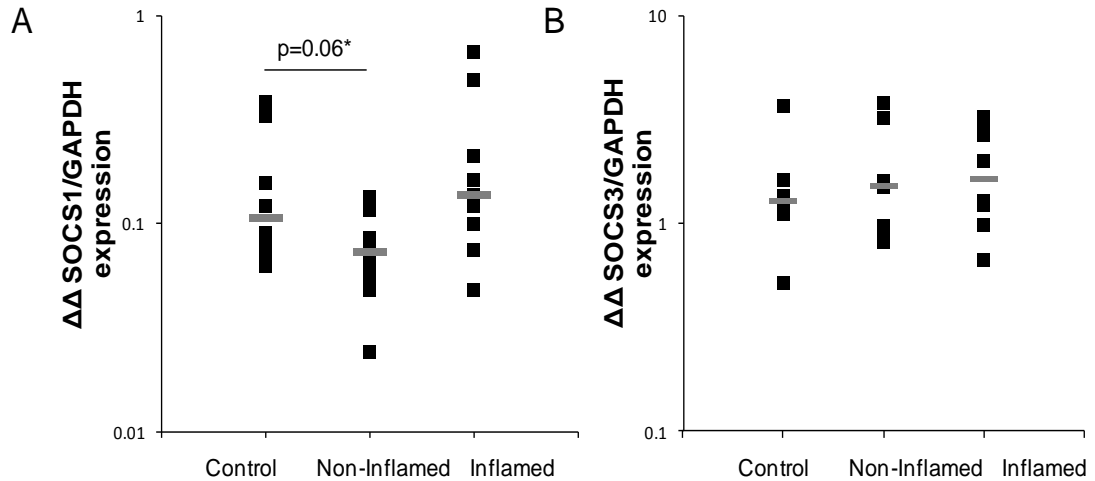 A
ΔΔ SOCS1/GAPDH
expression
1
0.1
0.01
p=0.06*
Control Non-Inflamed Inflamed
B
ΔΔ SOCS3/GAPDH
expression
10
1
0.1
Control Non-Inflamed Inflamed